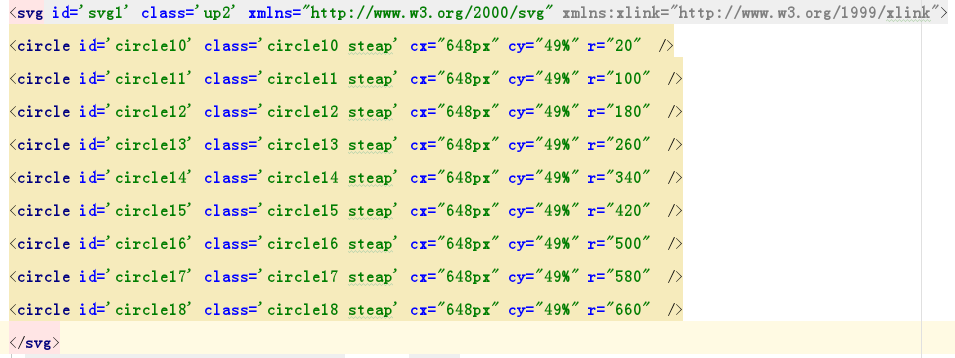 <svg id='svg1' class='up2' xmlns="http://www.w3.org/2000/svg" xmlns:xlink="http://www.w3.org/1999/xlink">
<circle id='circle10' class='circle10 steap' cx="648px" cy="49%" r="20" />
<circle id='circle11' class='circle11 steap' cx="648px" cy="49%" r="100" />
<circle id='circle12' class='circle12 steap' cx="648px" cy="49%" r="180" />
<circle id='circle13' class='circle13 steap' cx="648px" cy="49%" r="260" />
<circle id='circle14' class='circle14 steap' cx="648px" cy="49%" r="340" />
<circle id='circle15' class='circle15 steap' cx="648px" cy="49%" r="420" />
<circle id='circle16' class='circle16 steap' cx="648px" cy="49%" r="500" />
<circle id='circle17' class='circle17 steap' cx="648px" cy="49%" r="580" />
<circle id='circle18' class='circle18 steap' cx="648px" cy="49%" r="660" />
</svg>